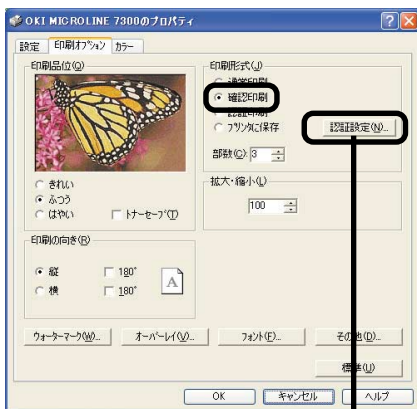 OKI MICROLINE 7300のプロパティ
設定 印刷オプション カラー
印刷品位(Q)
きれい
ふつう
はやい トナーセーブ(T)
印刷の向き(R)
縦 180°
横 180°
A
印刷形式(J)
通常印刷
確認印刷
認証印刷
プリンタに保存 認証設定(N)...
部数(C): 3
拡大・縮小(L)
100
ウォーターマーク(W)... オーバーレイ(V)... フォント(F)... その他(D)...
標準(U)
OK キャンセル ヘルプ